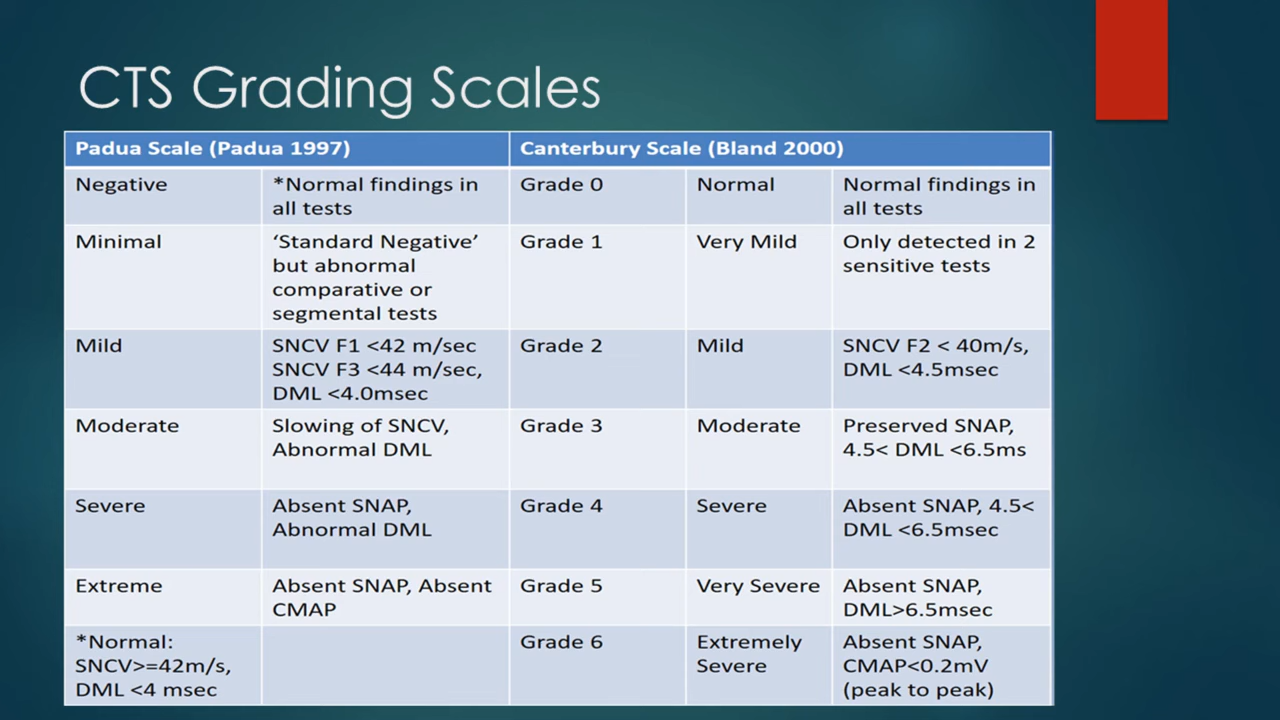 CTS Grading Scales
Padua Scale (Padua 1997)
Canterbury Scale (Bland 2000)
Negative
*Normal findings in
all tests
Grade 0
Normal
Normal findings in
all tests
Minimal
‘Standard Negative’
but abnormal
comparative or
segmental tests
Grade 1
Very Mild
Only detected in 2
sensitive tests
Mild
SNCV F1 <42 m/sec
SNCV F3 <44 m/sec,
DML <4.0msec
Grade 2
Mild
SNCV F2 < 40m/s,
DML <4.5msec
Moderate
Slowing of SNCV,
Abnormal DML
Grade 3
Moderate
Preserved SNAP,
4.5< DML <6.5ms
Severe
Absent SNAP,
Abnormal DML
Grade 4
Severe
Absent SNAP, 4.5<
DML <6.5msec
Extreme
Absent SNAP, Absent
CMAP
Grade 5
Very Severe
Absent SNAP,
DML>6.5msec
*Normal:
SNCV>=42m/s,
DML <4 msec
Grade 6
Extremely
Severe
Absent SNAP,
CMAP<0.2mV
(peak to peak)